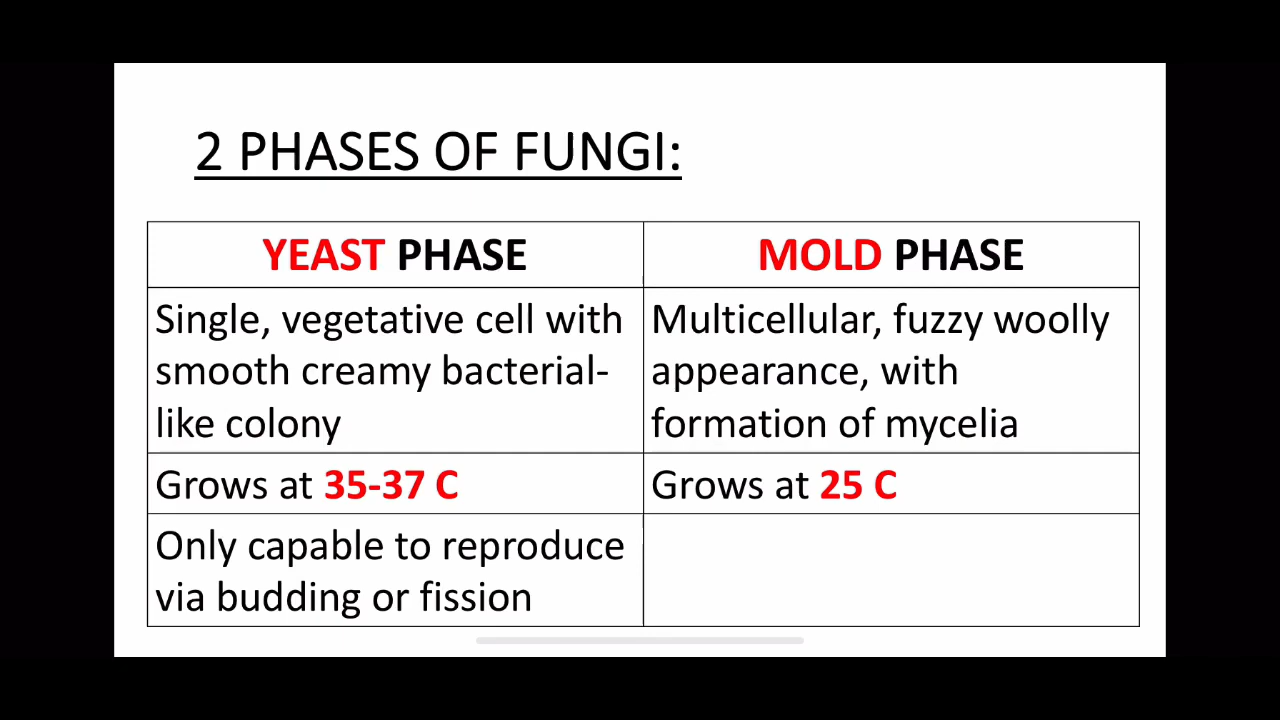 2 PHASES OF FUNGI:
YEAST PHASE
MOLD PHASE
Single, vegetative cell with
smooth creamy bacterial-
like colony
Multicellular, fuzzy woolly
appearance, with
formation of mycelia
Grows at 35-37 C
Grows at 25 C
Only capable to reproduce
via budding or fission